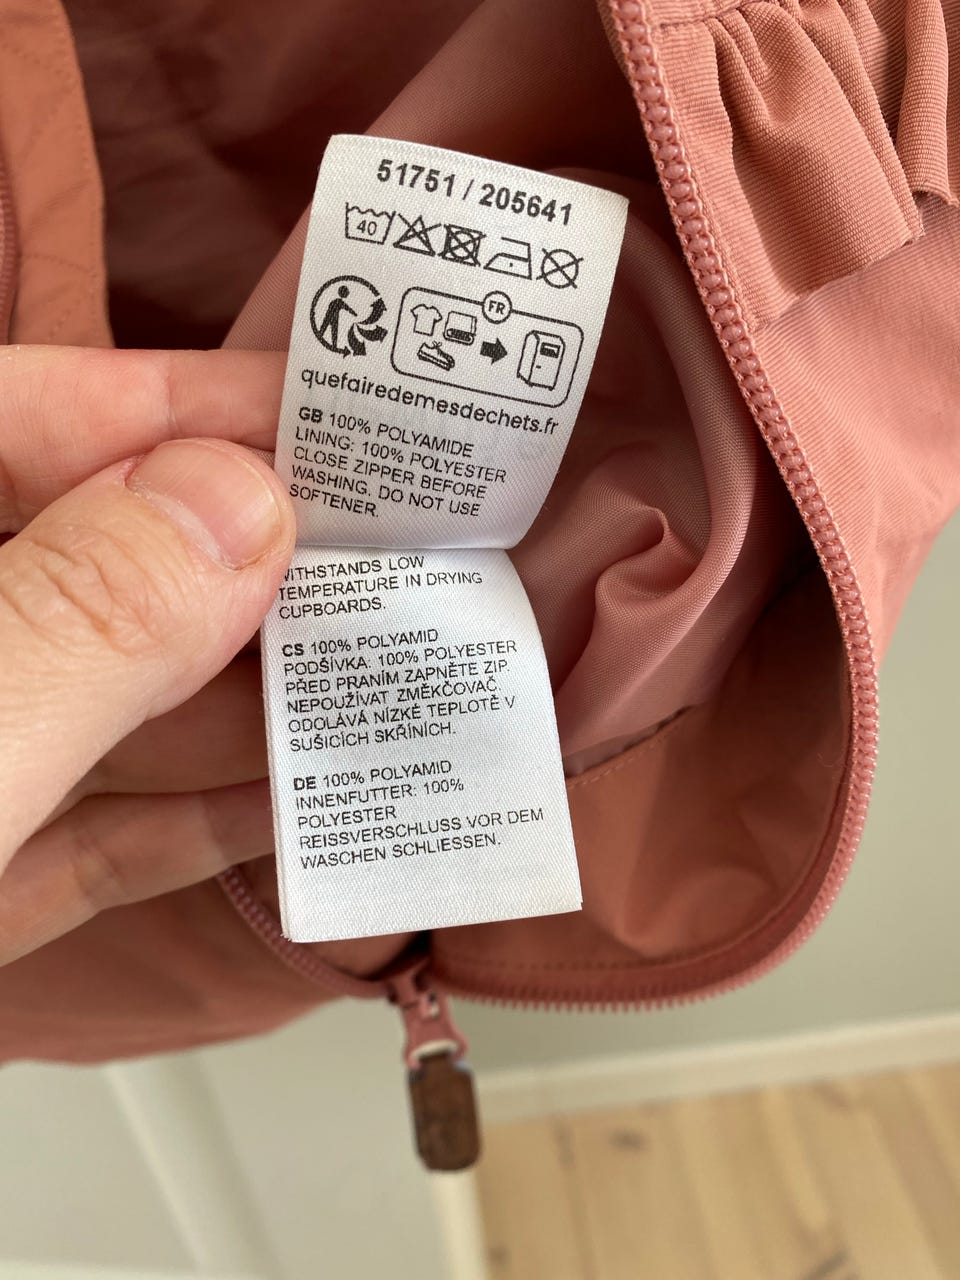 51751 / 205641
40
FR
quefairedemesdechets.fr
GB 100% POLYAMIDE
LINING: 100% POLYESTER
CLOSE ZIPPER BEFORE
WASHING. DO NOT USE
SOFTENER.
WITHSTANDS LOW
TEMPERATURE IN DRYING
CUPBOARDS.
CS 100% POLYAMID
PODŠÍVKA: 100% POLYESTER
PŘED PRANÍM ZAPNĚTE ZIP.
NEPOUŽÍVAT ZMĚKČOVAČ.
ODOLÁVÁ NÍZKÉ TEPLOTĚ V
SUŠICÍCH SKŘÍNÍCH.
DE 100% POLYAMID
INNENFUTTER: 100%
POLYESTER
REISSVERSCHLUSS VOR DEM
WASCHEN SCHLIESSEN.